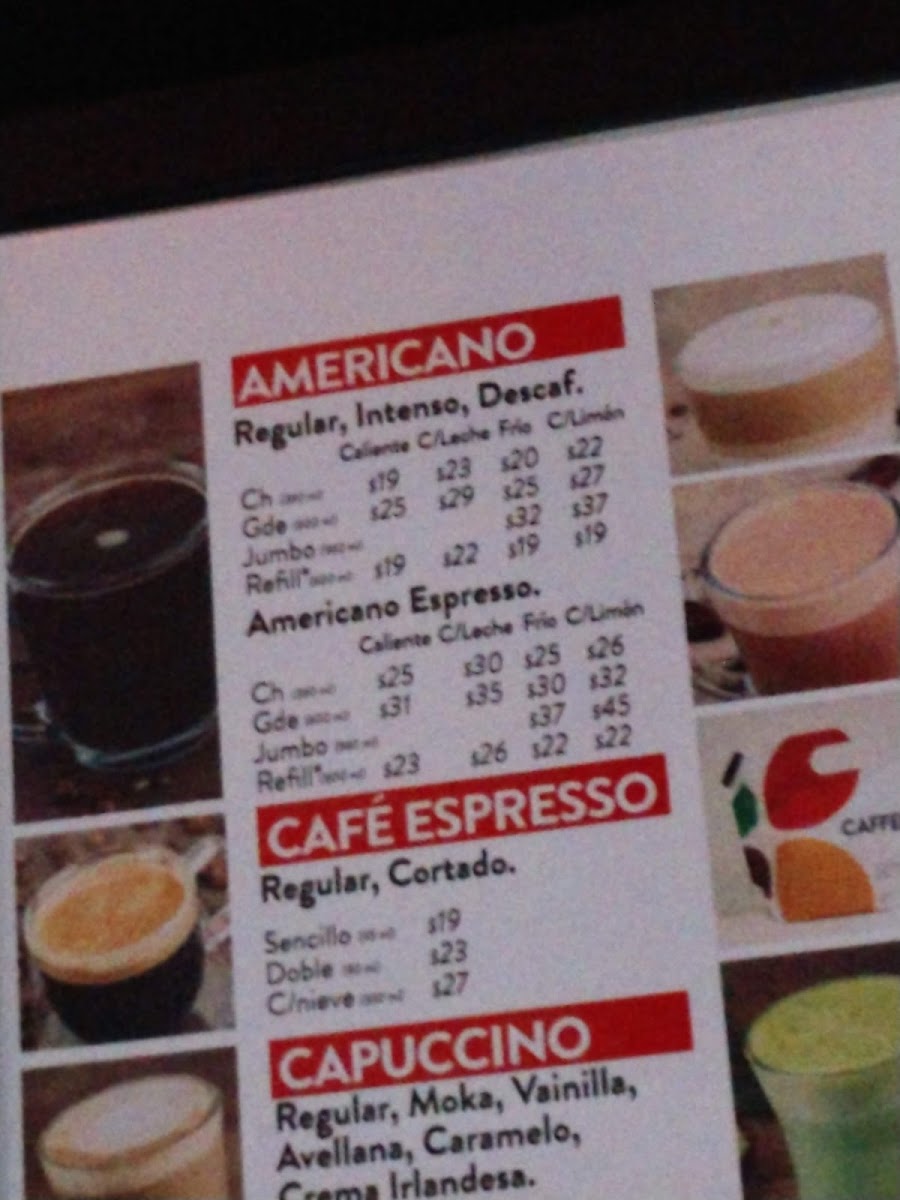 AMERICANO
Regular, Intenso, Descaf.
Caliente C/Leche Frío C/Limón
Ch $19 $23 $20 $22
Gde $25 $29 $25 $27
Jumbo $32 $37
Refill* $19 $22 $19 $19
Americano Espresso.
Caliente C/Leche Frío C/Limón
Ch $25 $30 $25 $26
Gde $31 $35 $30 $32
Jumbo $37 $45
Refill* $23 $26 $22 $22
CAFÉ ESPRESSO
Regular, Cortado.
Sencillo $19
Doble $23
C/nieve $27
CAPUCCINO
Regular, Moka, Vainilla,
Avellana, Caramelo,
Crema Irlandesa.
CAFFE